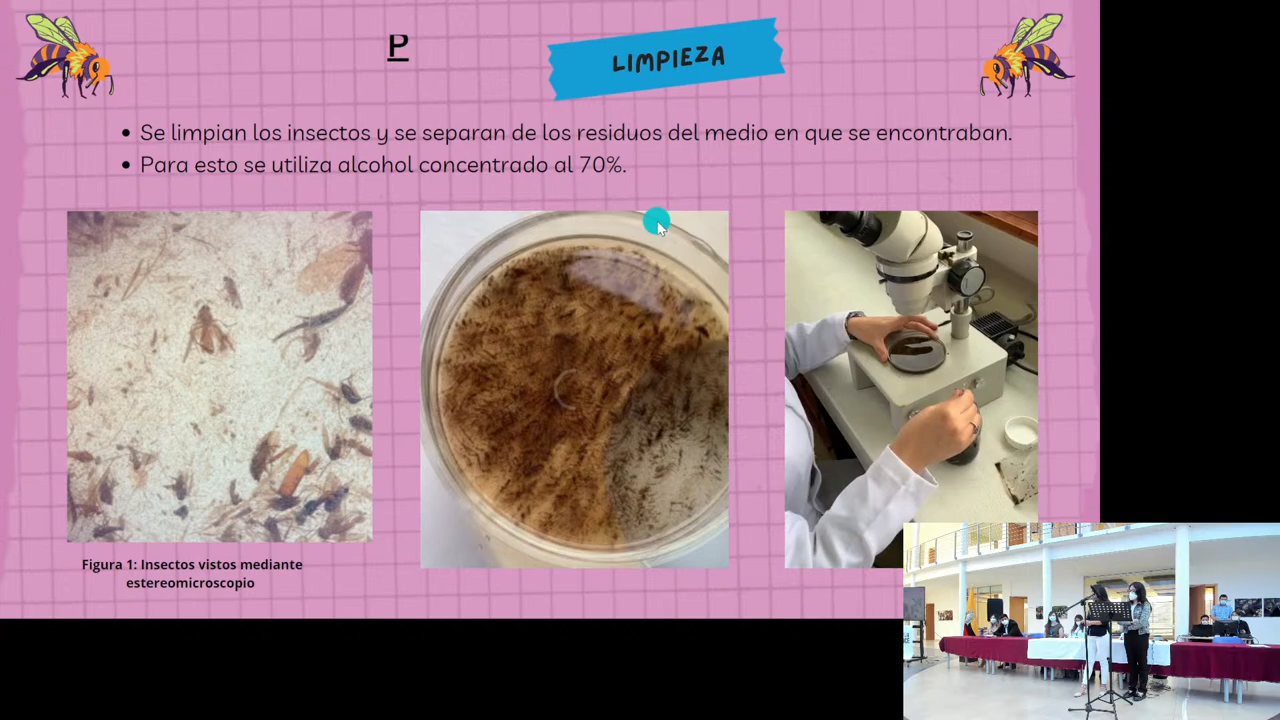 P
LIMPIEZA
Se limpian los insectos y se separan de los residuos del medio en que se encontraban.
Para esto se utiliza alcohol concentrado al 70%.
Figura 1: Insectos vistos mediante
estereomicroscopio